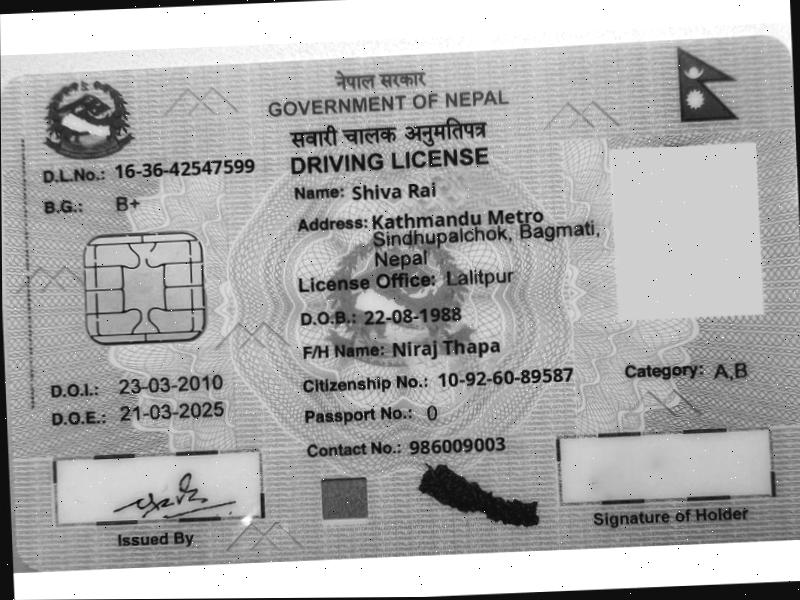 नेपाल सरकार
GOVERNMENT OF NEPAL
सवारी चालक अनुमतिपत्र
DRIVING LICENSE
D.L.No.: 16-36-42547599
B.G.: B+
Name: Shiva Rai
Address: Kathmandu Metro
Sindhupalchok, Bagmati,
Nepal
License Office: Lalitpur
D.O.B.: 22-08-1988
F/H Name: Niraj Thapa
Citizenship No.: 10-92-60-89587
Category: A,B
D.O.I.: 23-03-2010
D.O.E.: 21-03-2025
Passport No.: 0
Contact No.: 986009003
Issued By
Signature of Holder